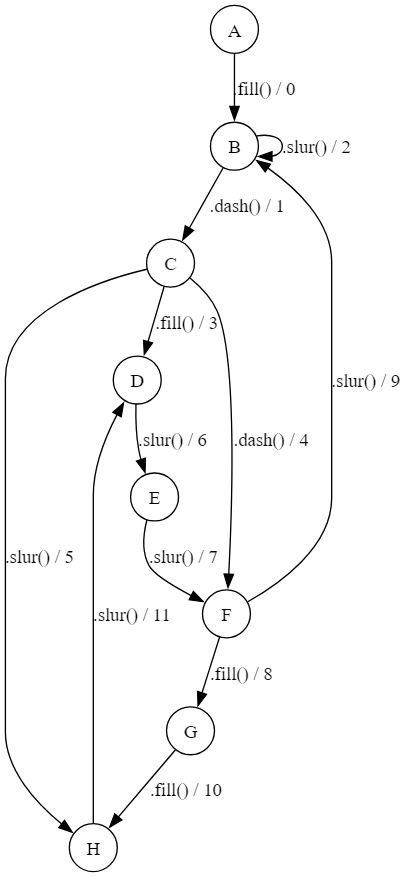 A
.fill() / 0
B
.slur() / 2
.dash() / 1
C
.fill() / 3
D
.slur() / 9
.slur() / 6
.dash() / 4
E
.slur() / 5
.slur() / 7
.slur() / 11
F
.fill() / 8
G
.fill() / 10
H